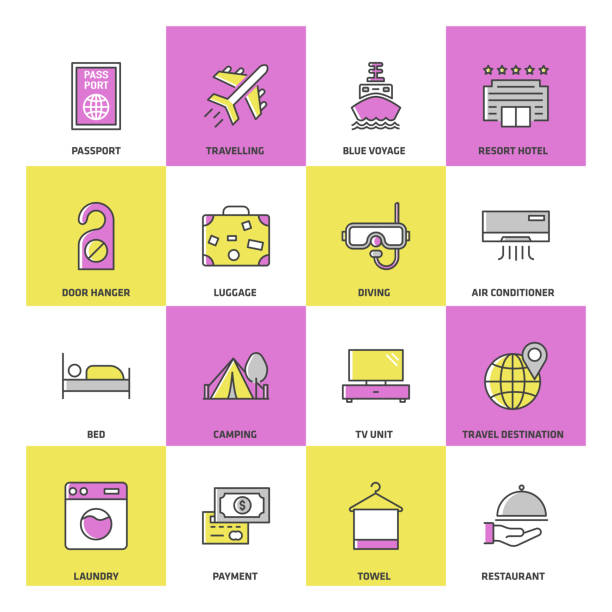 PASS
PORT
PASSPORT
TRAVELLING
BLUE VOYAGE
RESORT HOTEL
DOOR HANGER
LUGGAGE
DIVING
AIR CONDITIONER
BED
CAMPING
TV UNIT
TRAVEL DESTINATION
$
LAUNDRY
PAYMENT
TOWEL
RESTAURANT